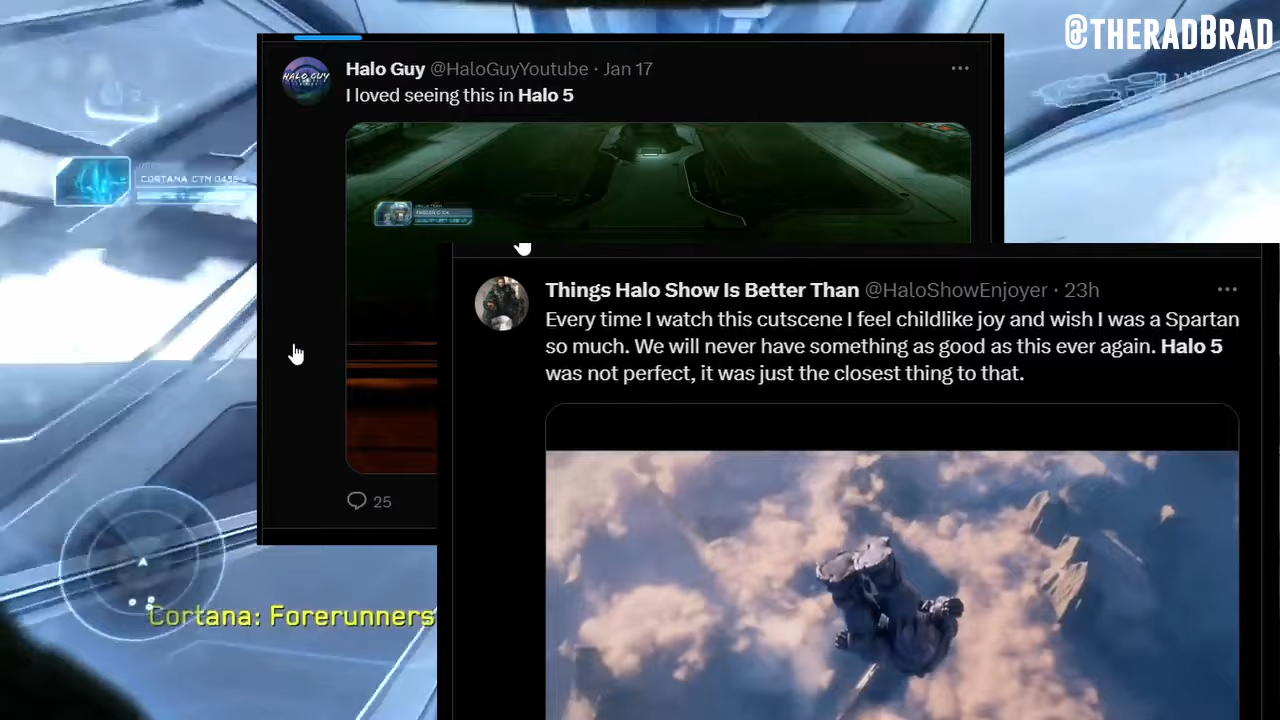 @THERADBRAD
Halo Guy @HaloGuyYoutube · Jan 17
I loved seeing this in Halo 5
HALO GUY
CORTANA CTN 0452-9
25
Things Halo Show Is Better Than @HaloShowEnjoyer · 23h
Every time I watch this cutscene I feel childlike joy and wish I was a Spartan
so much. We will never have something as good as this ever again. Halo 5
was not perfect, it was just the closest thing to that.
Cortana: Forerunners